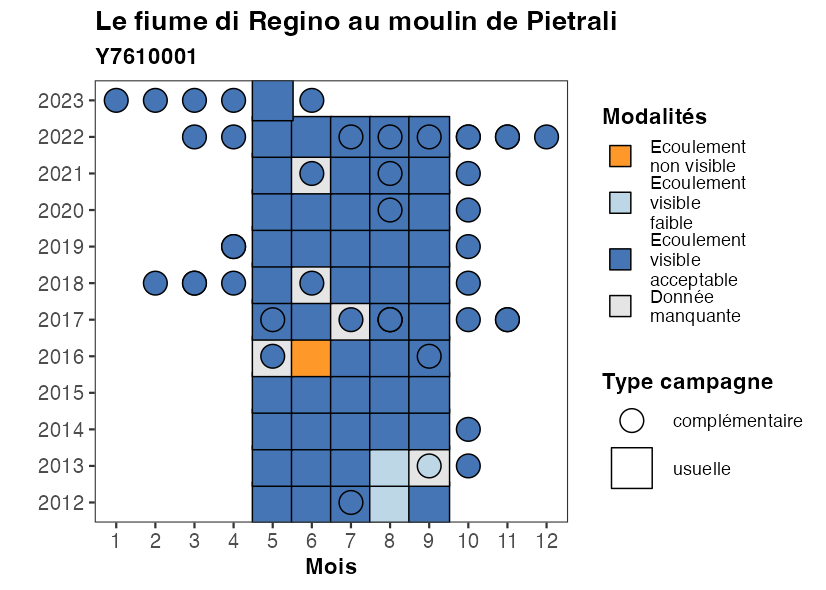 Le fiume di Regino au moulin de Pietrali
Y7610001
2023
2022
2021
2020
2019
2018
2017
2016
2015
2014
2013
2012
1 2 3 4 5 6 7 8 9 10 11 12
Mois
Modalités
Ecoulement
non visible
Ecoulement
visible
faible
Ecoulement
visible
acceptable
Donnée
manquante
Type campagne
complémentaire
usuelle